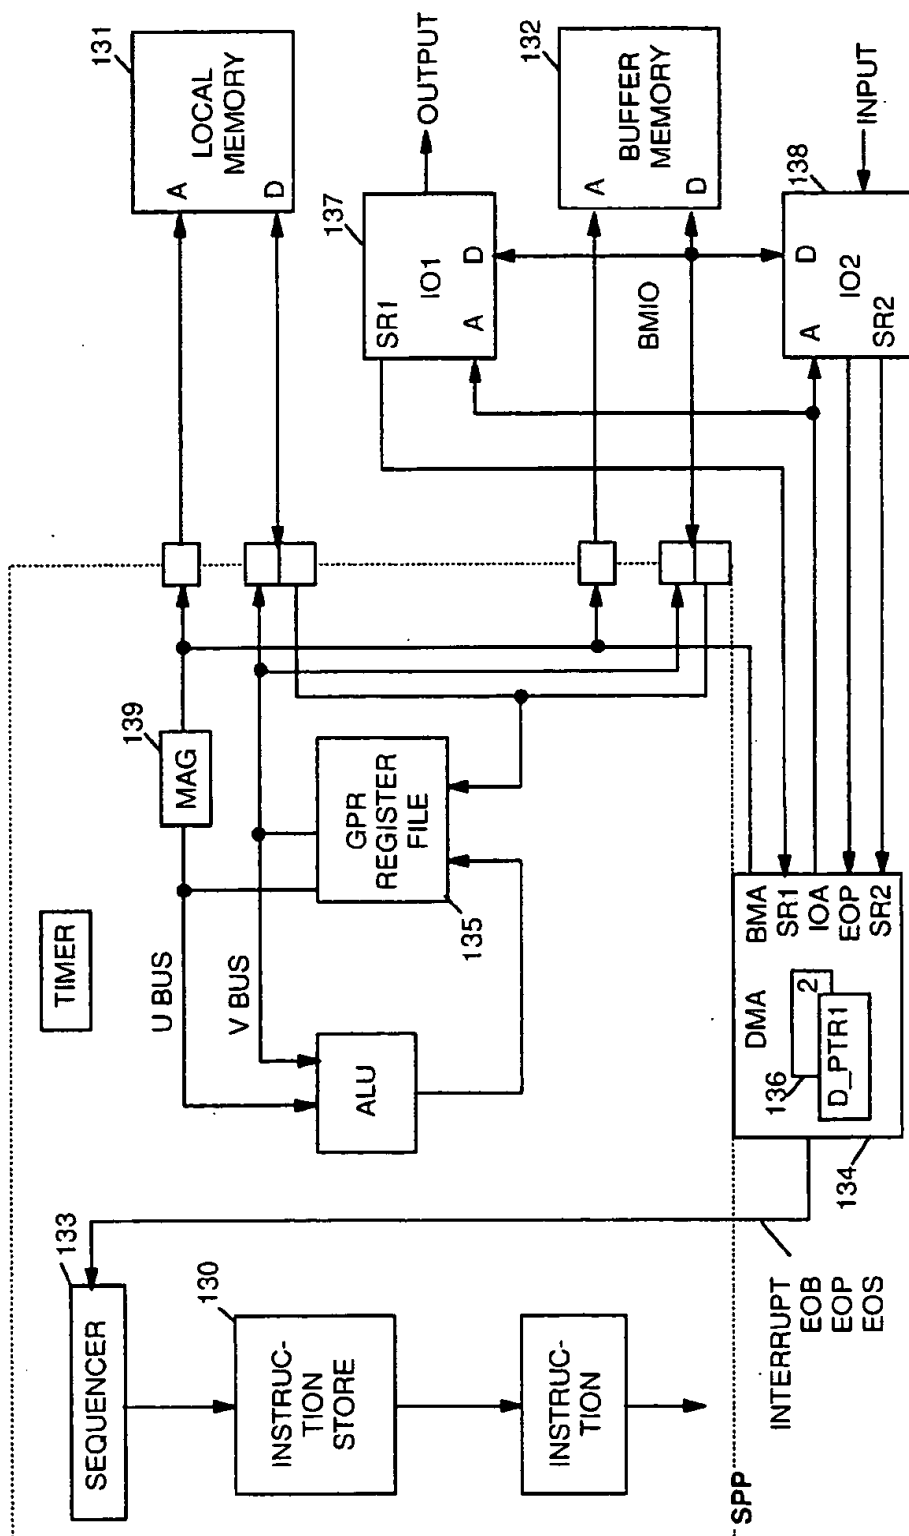 131
LOCAL
MEMORY
A
D
OUTPUT
137
SR1
IO1
A
D
132
BUFFER
MEMORY
A
D
BMIO
INPUT
138
D
A
IO2
SR2
139
MAG
GPR
REGISTER
FILE
135
TIMER
U BUS
V BUS
ALU
BMA
SR1
IOA
EOP
SR2
DMA
2
D_PTR1
136
134
133
SEQUENCER
130
INSTRUC-
TION
STORE
INSTRUC-
TION
INTERRUPT
EOB
EOP
EOS
SPP